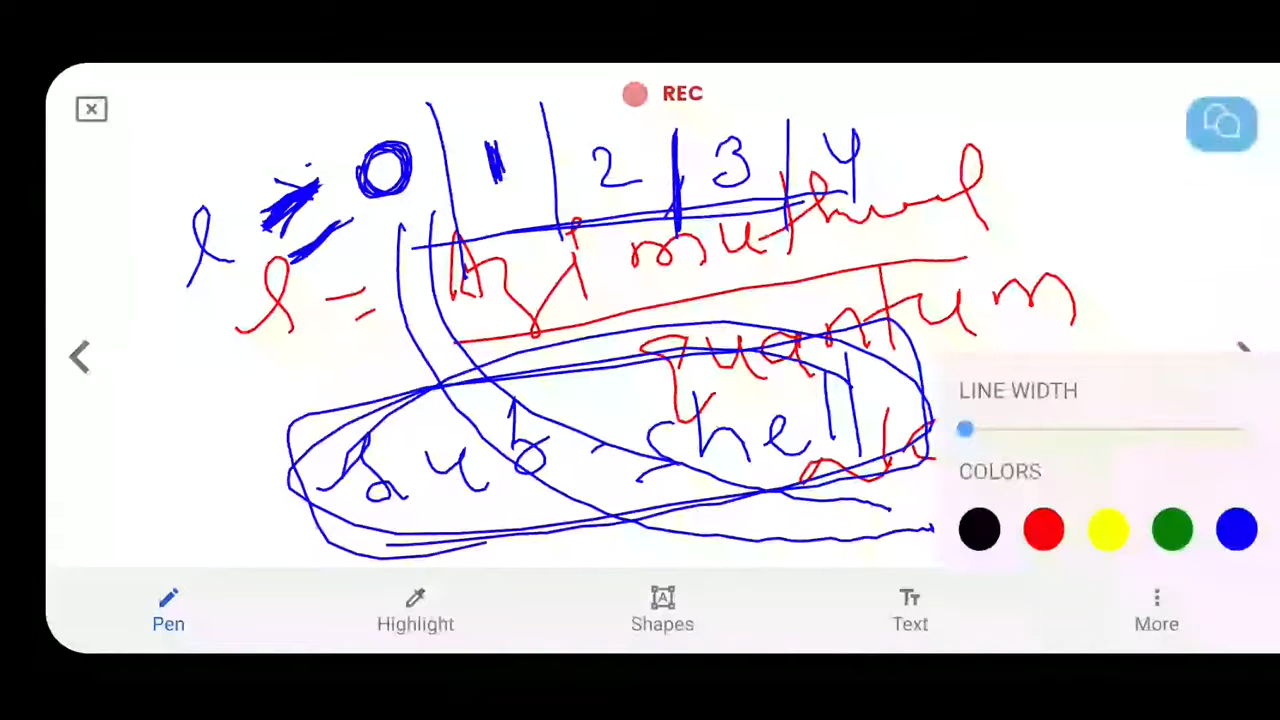 REC
l = 0 1 2 3 4
l = Azimuthal
quantum
sub-shell
LINE WIDTH
COLORS
Pen Highlight Shapes Text More